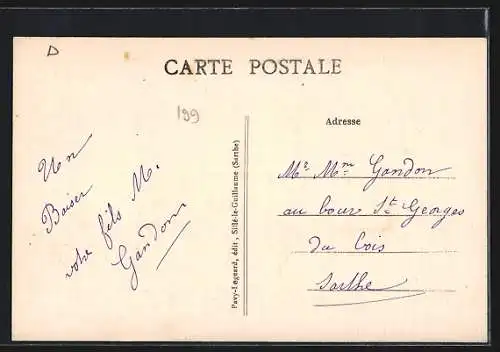 D
CARTE POSTALE
199
Adresse
Un
Baiser
votre fils M.
Gandon
Pavy-Legeard, édit, Sillé-le-Guillaume (Sarthe)
Mr Mme Gandon
au bour St Georges
du bois
Sarthe